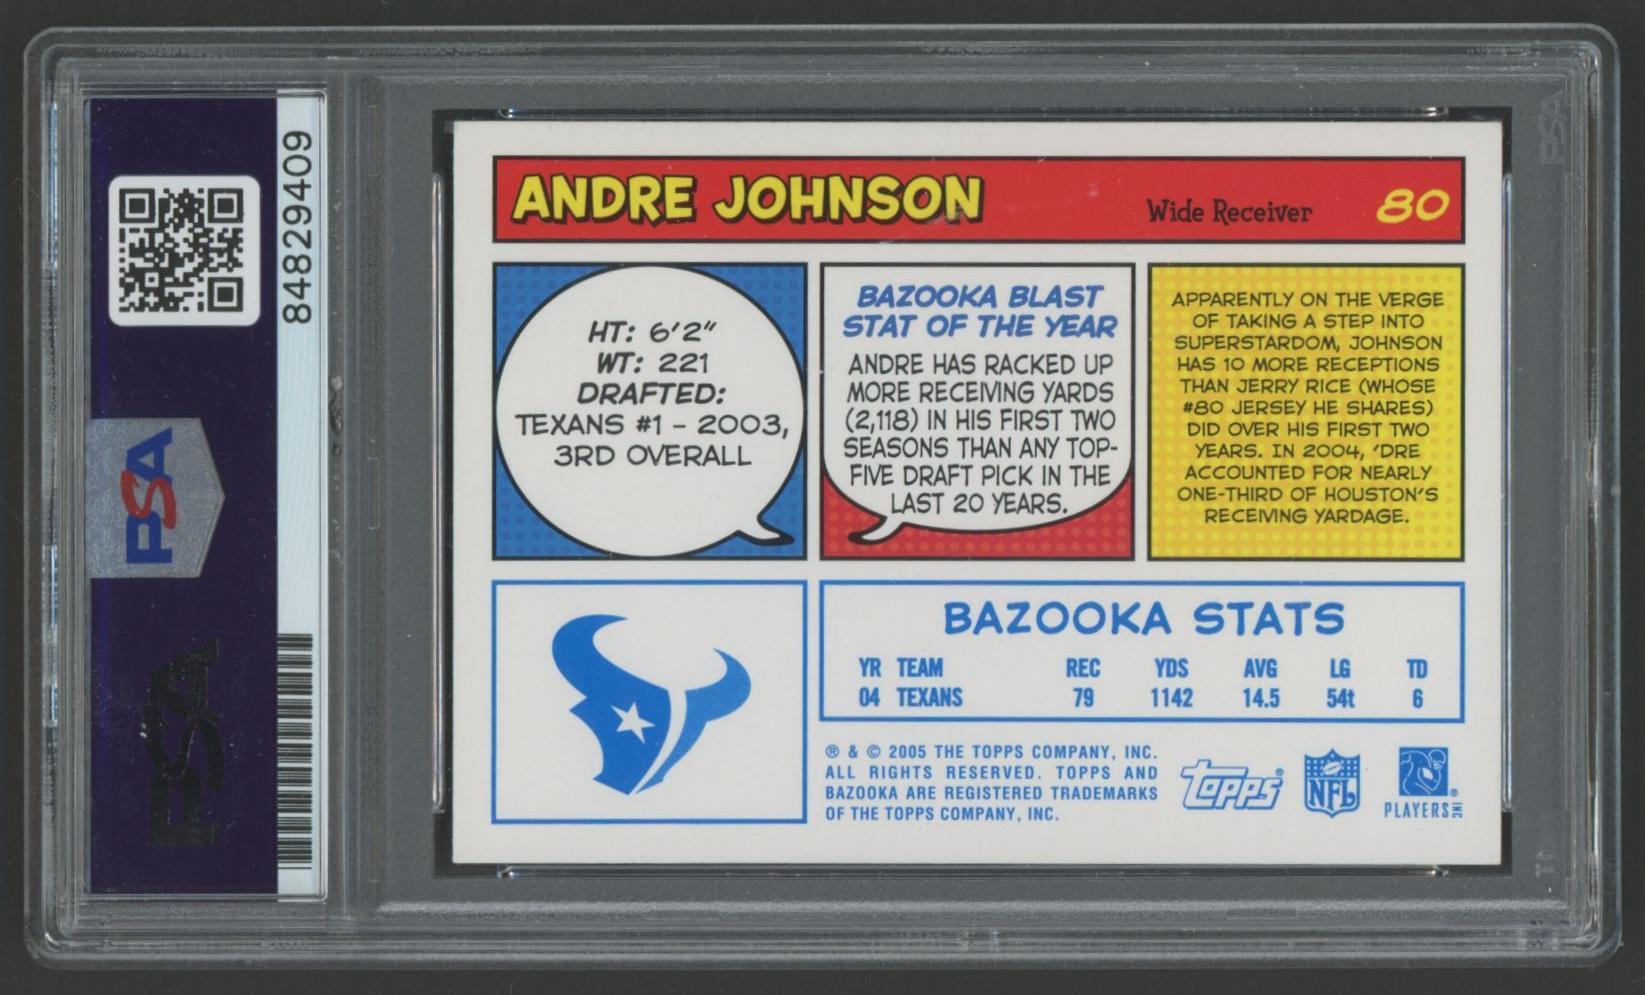 84829409
PSA
PSA
ANDRE JOHNSON
Wide Receiver
80
HT: 6'2"
WT: 221
DRAFTED:
TEXANS #1 – 2003,
3RD OVERALL
BAZOOKA BLAST
STAT OF THE YEAR
ANDRE HAS RACKED UP
MORE RECEIVING YARDS
(2,118) IN HIS FIRST TWO
SEASONS THAN ANY TOP-
FIVE DRAFT PICK IN THE
LAST 20 YEARS.
APPARENTLY ON THE VERGE
OF TAKING A STEP INTO
SUPERSTARDOM, JOHNSON
HAS 10 MORE RECEPTIONS
THAN JERRY RICE (WHOSE
#80 JERSEY HE SHARES)
DID OVER HIS FIRST TWO
YEARS. IN 2004, 'DRE
ACCOUNTED FOR NEARLY
ONE-THIRD OF HOUSTON'S
RECEIVING YARDAGE.
BAZOOKA STATS
YR TEAM REC YDS AVG LG TD
04 TEXANS 79 1142 14.5 54t 6
® & © 2005 THE TOPPS COMPANY, INC.
ALL RIGHTS RESERVED. TOPPS AND
BAZOOKA ARE REGISTERED TRADEMARKS
OF THE TOPPS COMPANY, INC.
Topps®
NFL
PLAYERS INC®
PSA